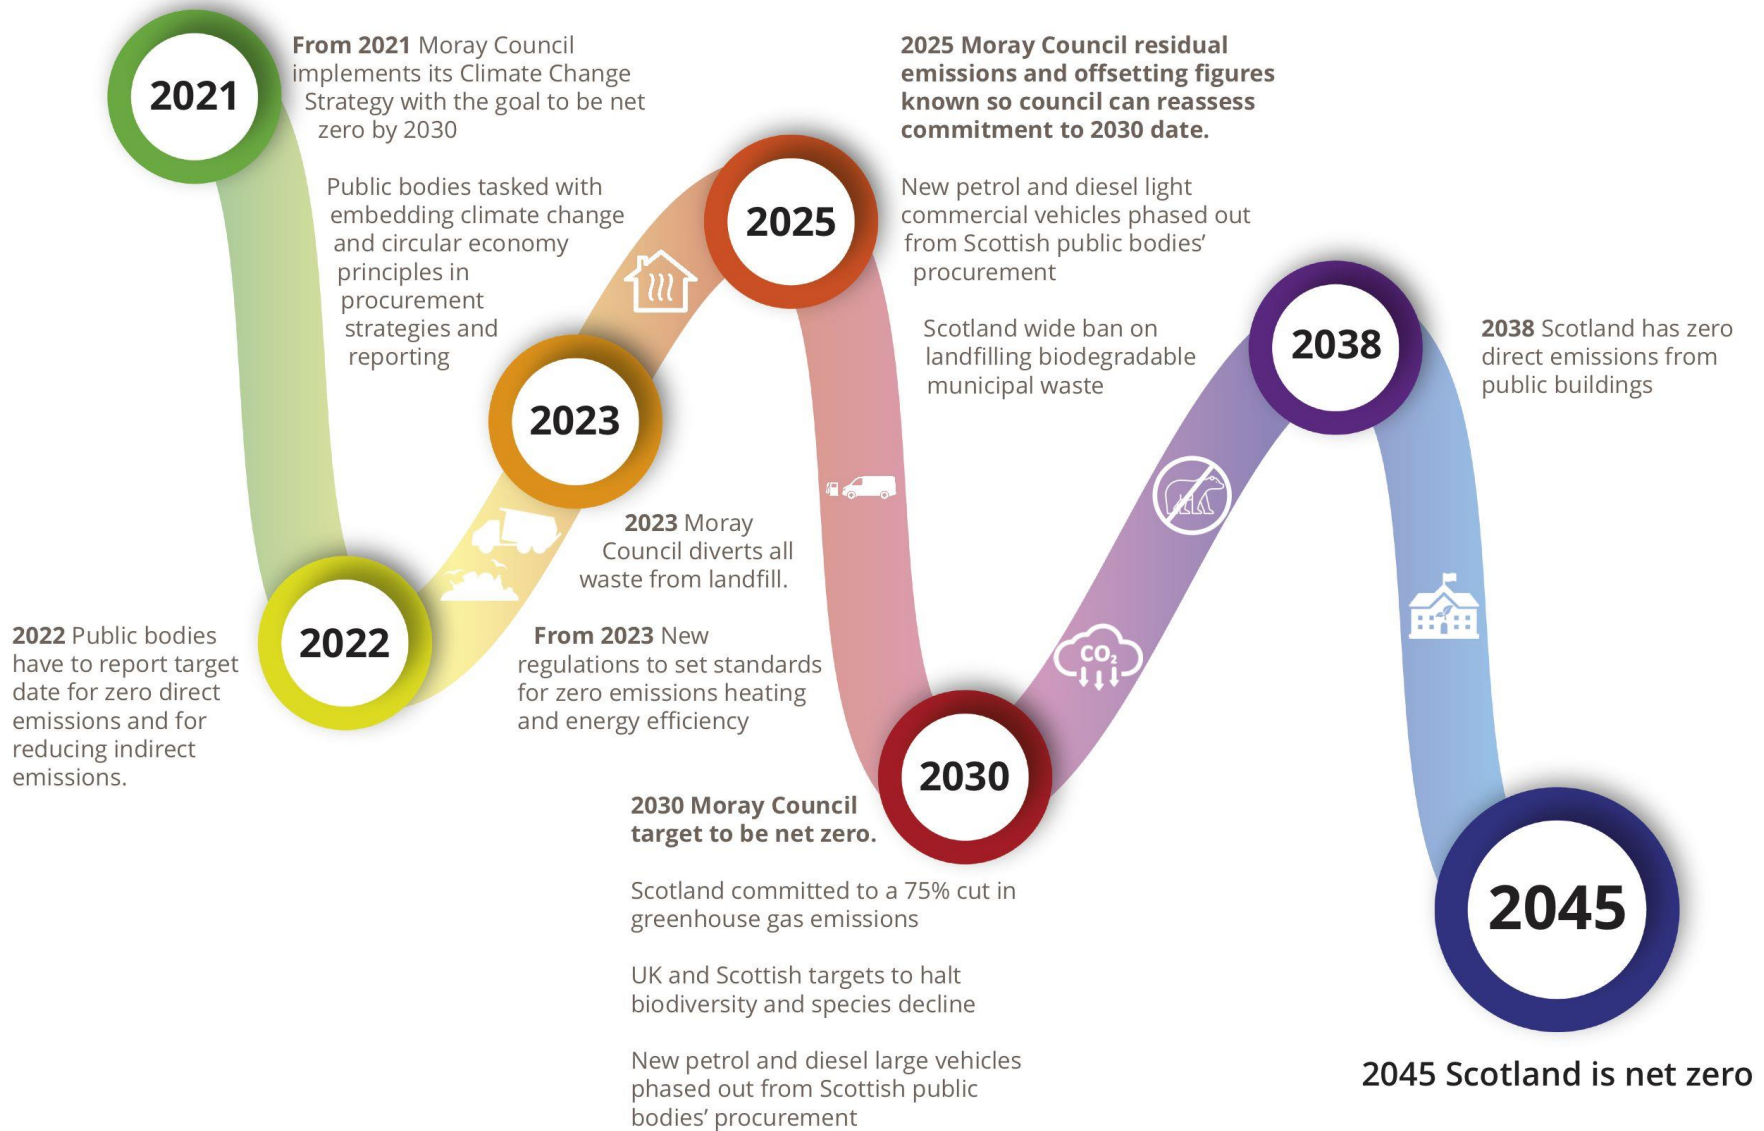 2021
From 2021 Moray Council
implements its Climate Change
Strategy with the goal to be net
zero by 2030
Public bodies tasked with
embedding climate change
and circular economy
principles in
procurement
strategies and
reporting
2022
2022 Public bodies
have to report target
date for zero direct
emissions and for
reducing indirect
emissions.
2023
2023 Moray
Council diverts all
waste from landfill.
From 2023 New
regulations to set standards
for zero emissions heating
and energy efficiency
2025
2025 Moray Council residual
emissions and offsetting figures
known so council can reassess
commitment to 2030 date.
New petrol and diesel light
commercial vehicles phased out
from Scottish public bodies’
procurement
Scotland wide ban on
landfilling biodegradable
municipal waste
2030
2030 Moray Council
target to be net zero.
Scotland committed to a 75% cut in
greenhouse gas emissions
UK and Scottish targets to halt
biodiversity and species decline
New petrol and diesel large vehicles
phased out from Scottish public
bodies’ procurement
CO₂
2038
2038 Scotland has zero
direct emissions from
public buildings
2045
2045 Scotland is net zero